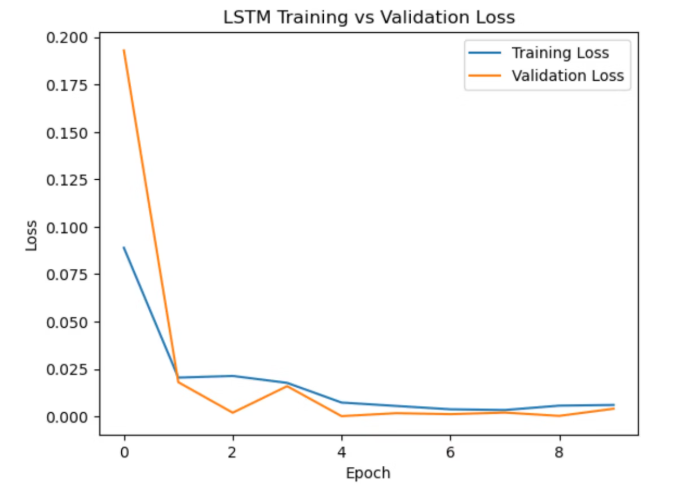 LSTM Training vs Validation Loss
Training Loss
Validation Loss
0.200
0.175
0.150
0.125
0.100
0.075
0.050
0.025
0.000
Loss
0 2 4 6 8
Epoch